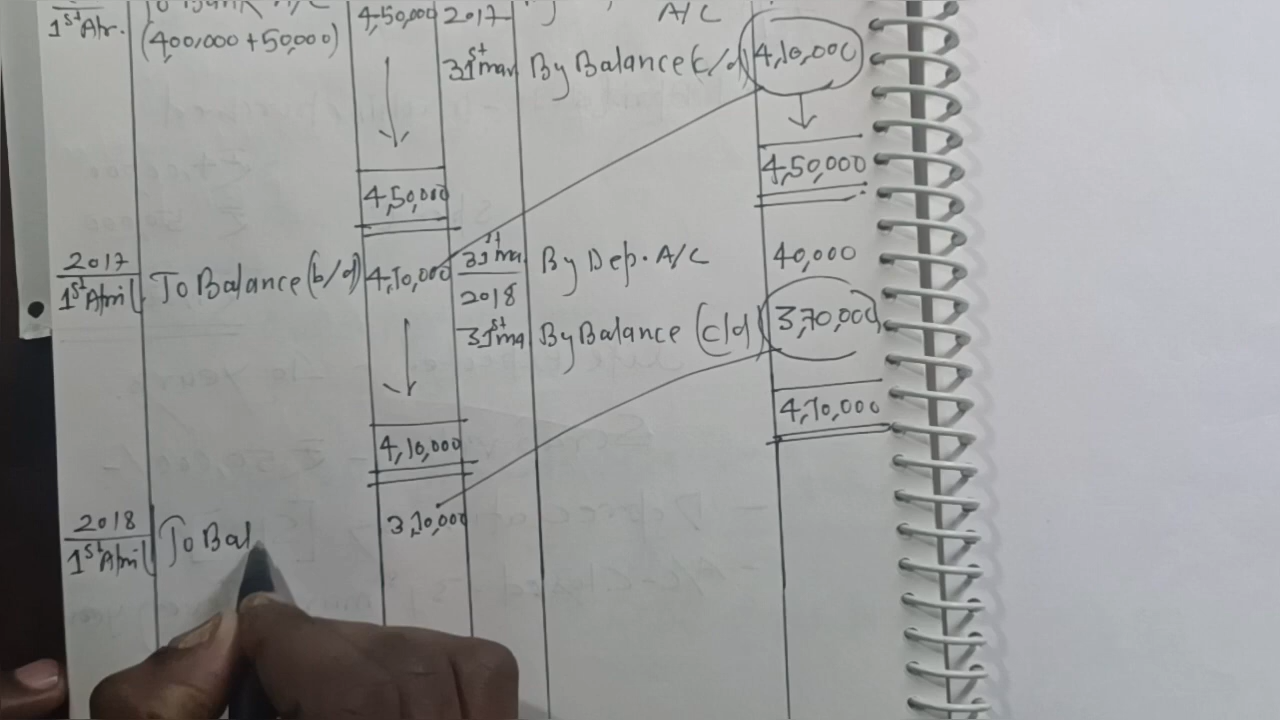 To Bank A/C 4,50,000 2017 A/C
1st Apr. (400,000 + 50,000)
31st mar By Balance (c/d) 4,10,000
4,50,000
4,50,000
2017 31st mar By Dep. A/C 40,000
1st April To Balance (b/d) 4,10,000 2018
31st ma By Balance (c/d) 3,70,000
4,10,000
4,10,000
2018 3,70,000
1st April To Bal